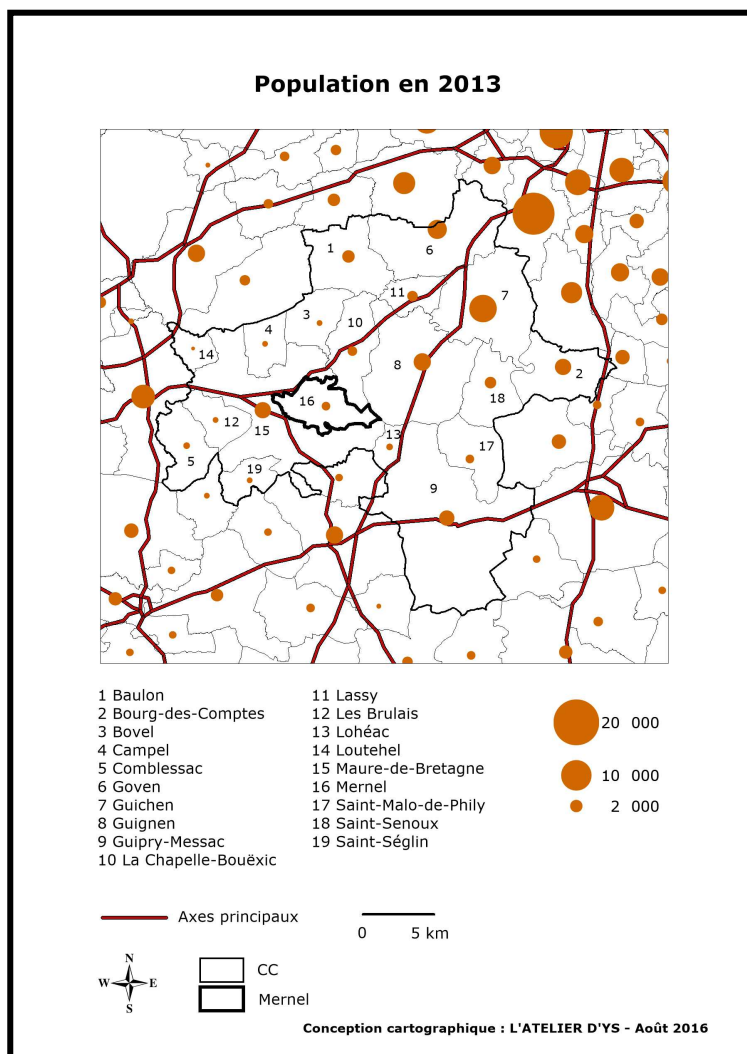 Population en 2013
1
6
11
7
3
10
4
14
8
2
16
18
12
15
13
17
5
19
9
1 Baulon
2 Bourg-des-Comptes
3 Bovel
4 Campel
5 Comblessac
6 Goven
7 Guichen
8 Guignen
9 Guipry-Messac
10 La Chapelle-Bouëxic
11 Lassy
12 Les Brulais
13 Lohéac
14 Loutehel
15 Maure-de-Bretagne
16 Mernel
17 Saint-Malo-de-Phily
18 Saint-Senoux
19 Saint-Séglin
20 000
10 000
2 000
Axes principaux
0 5 km
N
W E
S
CC
Mernel
Conception cartographique : L'ATELIER D'YS - Août 2016